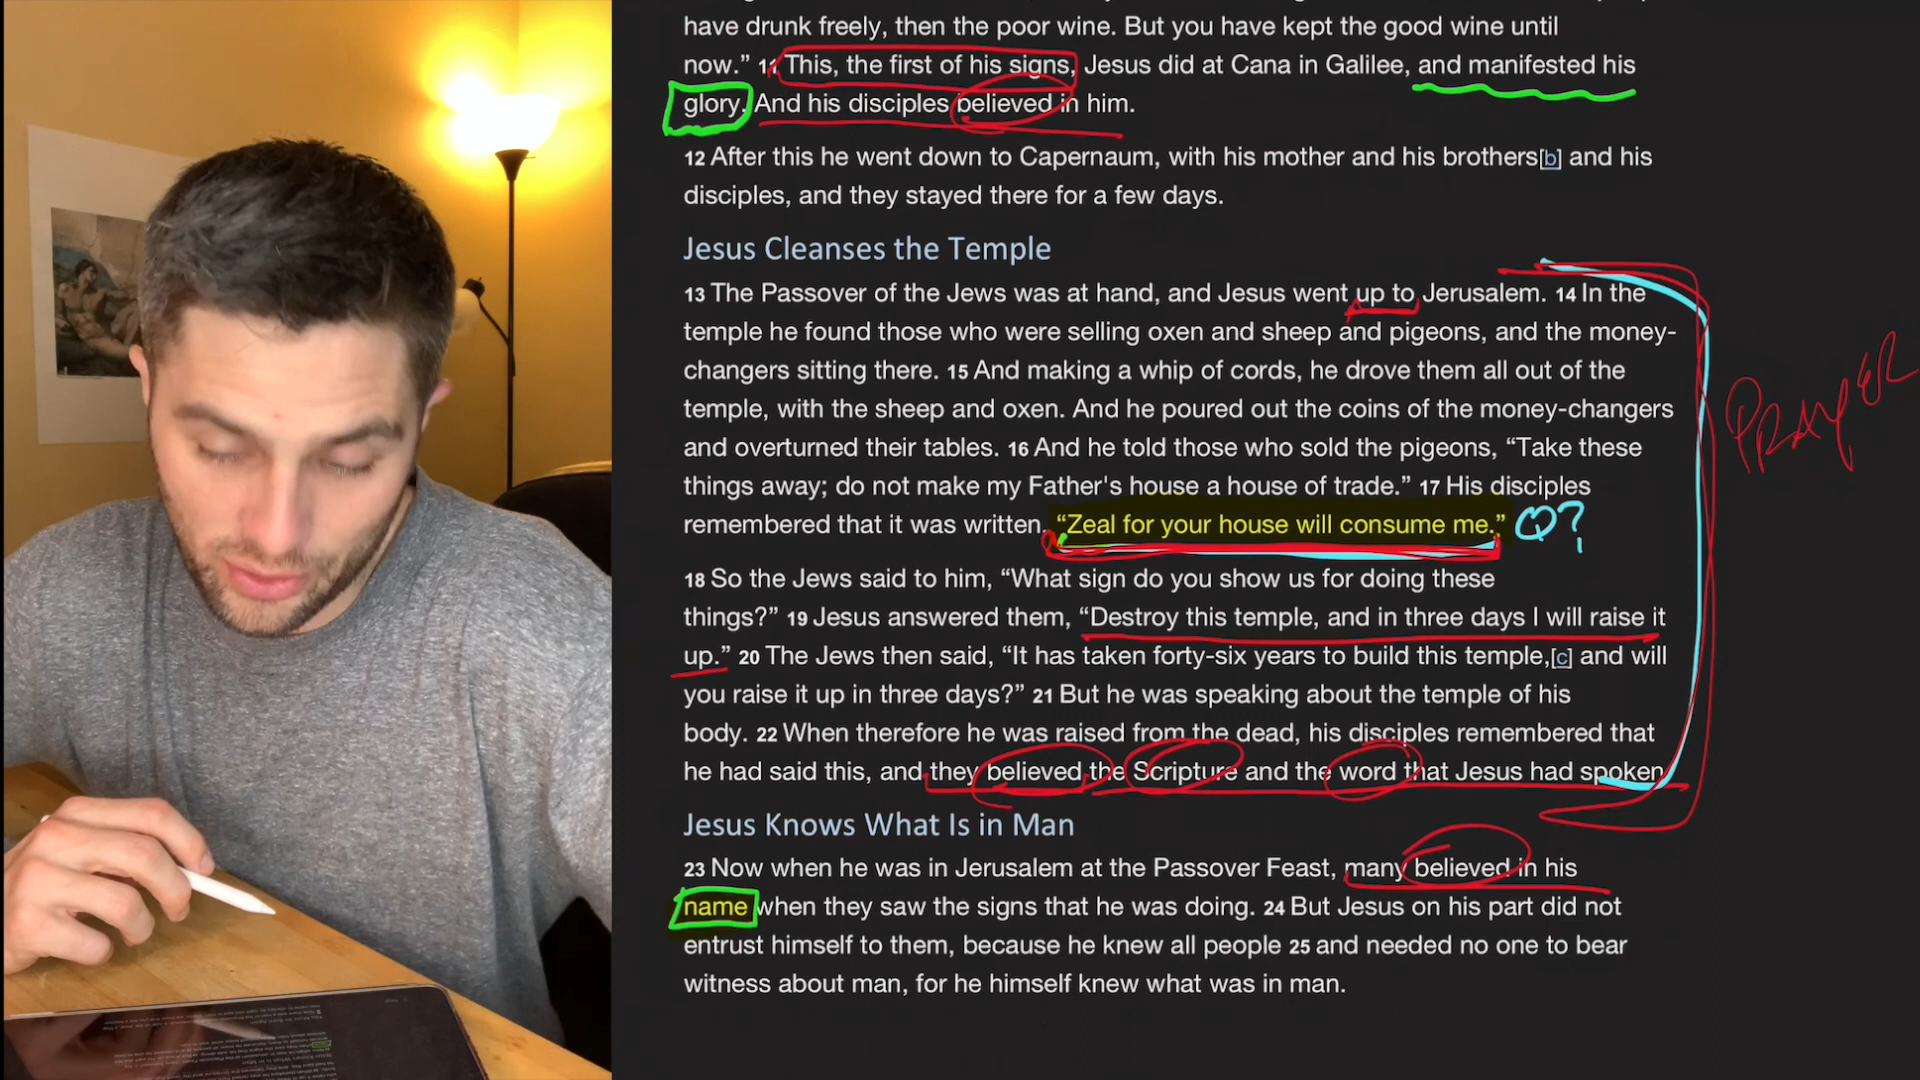 have drunk freely, then the poor wine. But you have kept the good wine until
now.” 11 This, the first of his signs, Jesus did at Cana in Galilee, and manifested his
glory. And his disciples believed in him.
12 After this he went down to Capernaum, with his mother and his brothers[b] and his
disciples, and they stayed there for a few days.
Jesus Cleanses the Temple
13 The Passover of the Jews was at hand, and Jesus went up to Jerusalem. 14 In the
temple he found those who were selling oxen and sheep and pigeons, and the money-
changers sitting there. 15 And making a whip of cords, he drove them all out of the
temple, with the sheep and oxen. And he poured out the coins of the money-changers
and overturned their tables. 16 And he told those who sold the pigeons, “Take these
things away; do not make my Father's house a house of trade.” 17 His disciples
remembered that it was written, “Zeal for your house will consume me.” Q?
PRAYER
18 So the Jews said to him, “What sign do you show us for doing these
things?” 19 Jesus answered them, “Destroy this temple, and in three days I will raise it
up.” 20 The Jews then said, “It has taken forty-six years to build this temple,[c] and will
you raise it up in three days?” 21 But he was speaking about the temple of his
body. 22 When therefore he was raised from the dead, his disciples remembered that
he had said this, and they believed the Scripture and the word that Jesus had spoken.
Jesus Knows What Is in Man
23 Now when he was in Jerusalem at the Passover Feast, many believed in his
name when they saw the signs that he was doing. 24 But Jesus on his part did not
entrust himself to them, because he knew all people 25 and needed no one to bear
witness about man, for he himself knew what was in man.